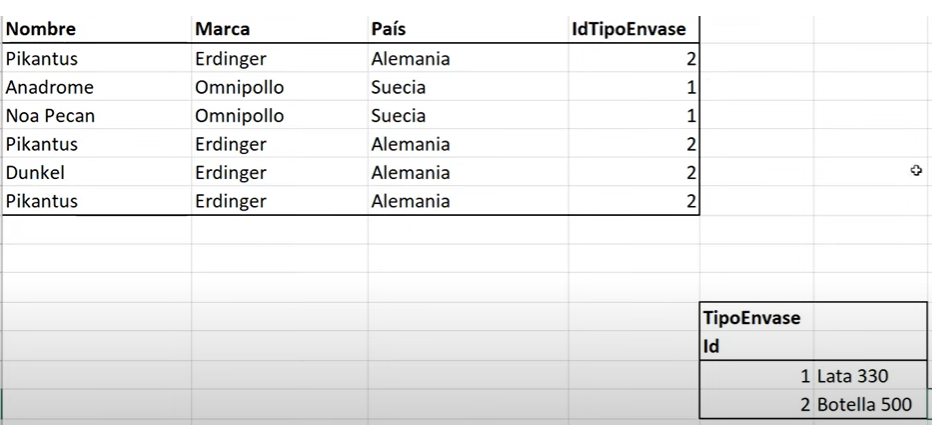 Nombre Marca País IdTipoEnvase
Pikantus Erdinger Alemania 2
Anadrome Omnipollo Suecia 1
Noa Pecan Omnipollo Suecia 1
Pikantus Erdinger Alemania 2
Dunkel Erdinger Alemania 2
Pikantus Erdinger Alemania 2
TipoEnvase
Id
1 Lata 330
2 Botella 500